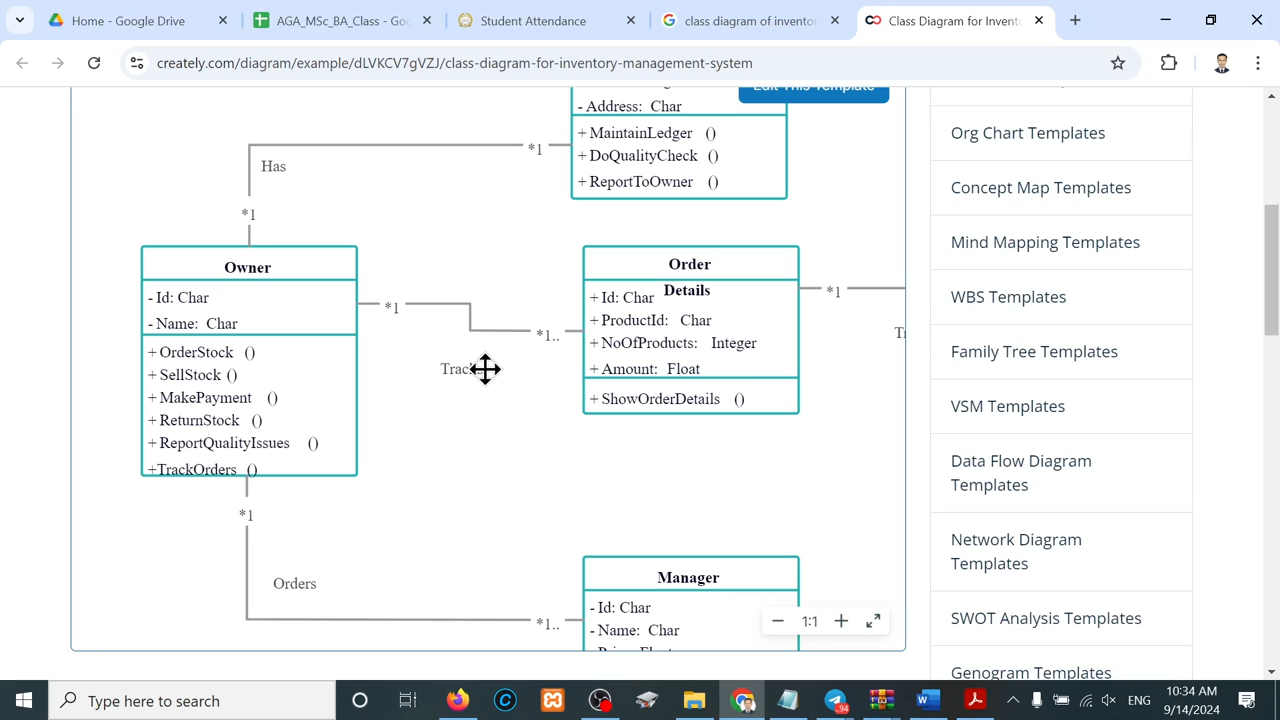 Home - Google Drive
AGA_MSc_BA_Class - Goo
Student Attendance
class diagram of inventor
Class Diagram for Invent
creately.com/diagram/example/dLVKCV7gVZJ/class-diagram-for-inventory-management-system
Edit This Template
- Address: Char
+ MaintainLedger ()
+ DoQualityCheck ()
+ ReportToOwner ()
*1
Has
*1
Owner
- Id: Char
- Name: Char
+ OrderStock ()
+ SellStock ()
+ MakePayment ()
+ ReturnStock ()
+ ReportQualityIssues ()
+TrackOrders ()
*1
*1..
Tracks
Order
Details
+ Id: Char
+ ProductId: Char
+ NoOfProducts: Integer
+ Amount: Float
+ ShowOrderDetails ()
*1
*1
Orders
*1..
Manager
- Id: Char
- Name: Char
1:1
Org Chart Templates
Concept Map Templates
Mind Mapping Templates
WBS Templates
Family Tree Templates
VSM Templates
Data Flow Diagram
Templates
Network Diagram
Templates
SWOT Analysis Templates
Genogram Templates
Type here to search
94
ENG
10:34 AM
9/14/2024